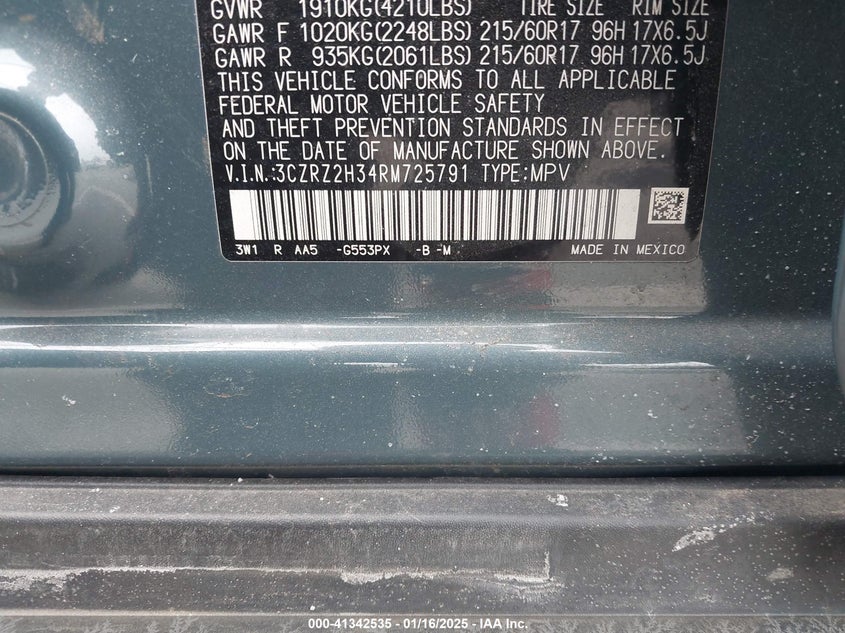 GVWR 1910KG(4210LBS) TIRE SIZE RIM SIZE
GAWR F 1020KG(2248LBS) 215/60R17 96H 17X6.5J
GAWR R 935KG(2061LBS) 215/60R17 96H 17X6.5J
THIS VEHICLE CONFORMS TO ALL APPLICABLE
FEDERAL MOTOR VEHICLE SAFETY
AND THEFT PREVENTION STANDARDS IN EFFECT
ON THE DATE OF MANUFACTURE SHOWN ABOVE.
V.I.N.:3CZRZ2H34RM725791 TYPE:MPV
3W1 R AA5 -G553PX -B -M MADE IN MEXICO
000-41342535 - 01/16/2025 - IAA Inc.